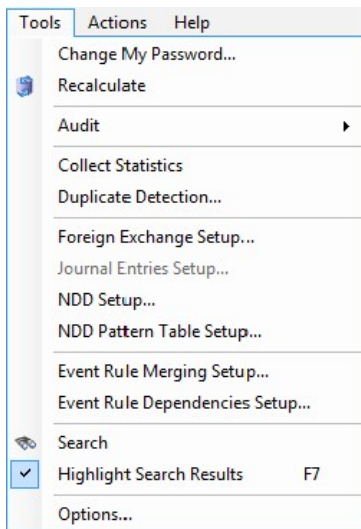 Tools Actions Help
Change My Password...
Recalculate
Audit
Collect Statistics
Duplicate Detection...
Foreign Exchange Setup...
Journal Entries Setup...
NDD Setup...
NDD Pattern Table Setup...
Event Rule Merging Setup...
Event Rule Dependencies Setup...
Search
Highlight Search Results F7
Options...